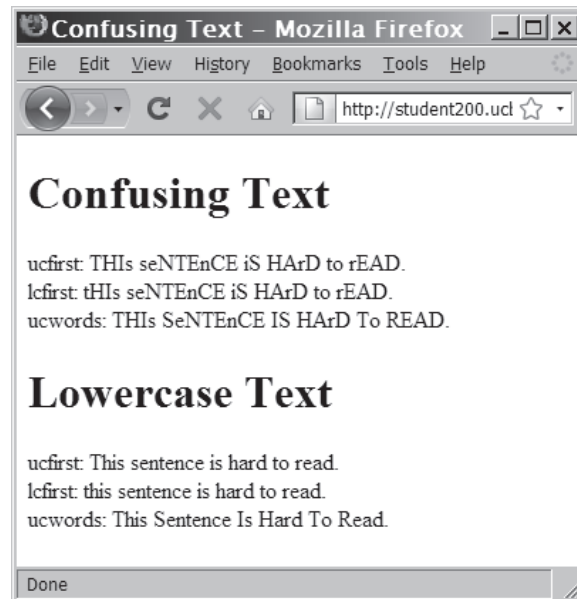 Confusing Text – Mozilla Firefox
File Edit View History Bookmarks Tools Help
http://student200.ucl
Confusing Text
ucfirst: THIs seNTEnCE iS HArD to rEAD.
lcfirst: tHIs seNTEnCE iS HArD to rEAD.
ucwords: THIs SeNTEnCE IS HArD To READ.
Lowercase Text
ucfirst: This sentence is hard to read.
lcfirst: this sentence is hard to read.
ucwords: This Sentence Is Hard To Read.
Done